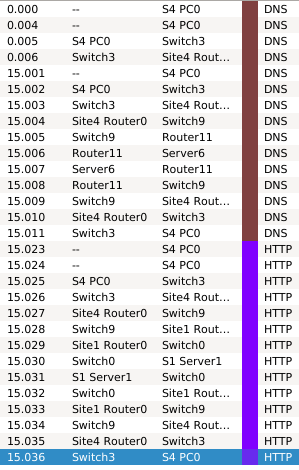 0.000 -- S4 PC0 DNS
0.004 -- S4 PC0 DNS
0.005 S4 PC0 Switch3 DNS
0.006 Switch3 Site4 Rout... DNS
15.001 -- S4 PC0 DNS
15.002 S4 PC0 Switch3 DNS
15.003 Switch3 Site4 Rout... DNS
15.004 Site4 Router0 Switch9 DNS
15.005 Switch9 Router11 DNS
15.006 Router11 Server6 DNS
15.007 Server6 Router11 DNS
15.008 Router11 Switch9 DNS
15.009 Switch9 Site4 Rout... DNS
15.010 Site4 Router0 Switch3 DNS
15.011 Switch3 S4 PC0 DNS
15.023 -- S4 PC0 HTTP
15.024 -- S4 PC0 HTTP
15.025 S4 PC0 Switch3 HTTP
15.026 Switch3 Site4 Rout... HTTP
15.027 Site4 Router0 Switch9 HTTP
15.028 Switch9 Site1 Rout... HTTP
15.029 Site1 Router0 Switch0 HTTP
15.030 Switch0 S1 Server1 HTTP
15.031 S1 Server1 Switch0 HTTP
15.032 Switch0 Site1 Rout... HTTP
15.033 Site1 Router0 Switch9 HTTP
15.034 Switch9 Site4 Rout... HTTP
15.035 Site4 Router0 Switch3 HTTP
15.036 Switch3 S4 PC0 HTTP